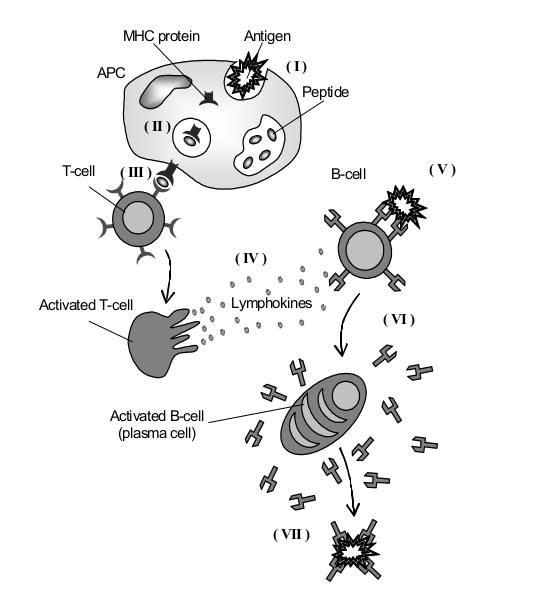 MHC protein
Antigen
( I )
APC
Peptide
( II )
( III )
T-cell
B-cell
( V )
( IV )
Lymphokines
Activated T-cell
( VI )
Activated B-cell
(plasma cell)
( VII )